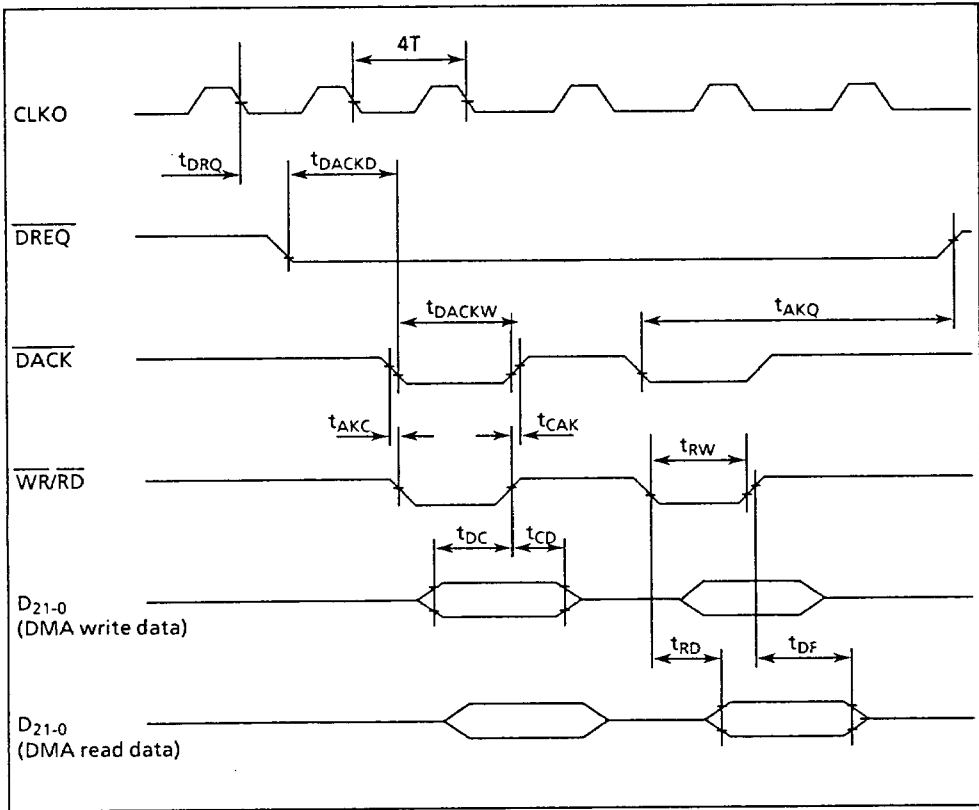 4T
CLKO
tDRQ
tDACKD
DREQ
tDACKW
tAKQ
DACK
tAKC
tCAK
tRW
WR/RD
tDC
tCD
D21-0
(DMA write data)
tRD
tDF
D21-0
(DMA read data)